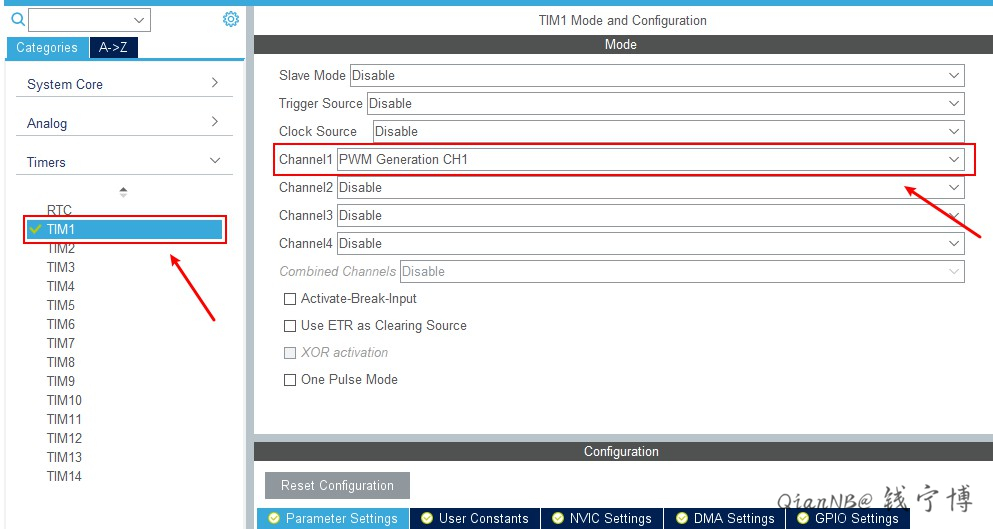 TIM1 Mode and Configuration
Categories A->Z
Mode
System Core
Analog
Timers
RTC
TIM1
TIM2
TIM3
TIM4
TIM5
TIM6
TIM7
TIM8
TIM9
TIM10
TIM11
TIM12
TIM13
TIM14
Slave Mode Disable
Trigger Source Disable
Clock Source Disable
Channel1 PWM Generation CH1
Channel2 Disable
Channel3 Disable
Channel4 Disable
Combined Channels Disable
Activate-Break-Input
Use ETR as Clearing Source
XOR activation
One Pulse Mode
Configuration
Reset Configuration
Parameter Settings User Constants NVIC Settings DMA Settings GPIO Settings
QianNB@钱宁博